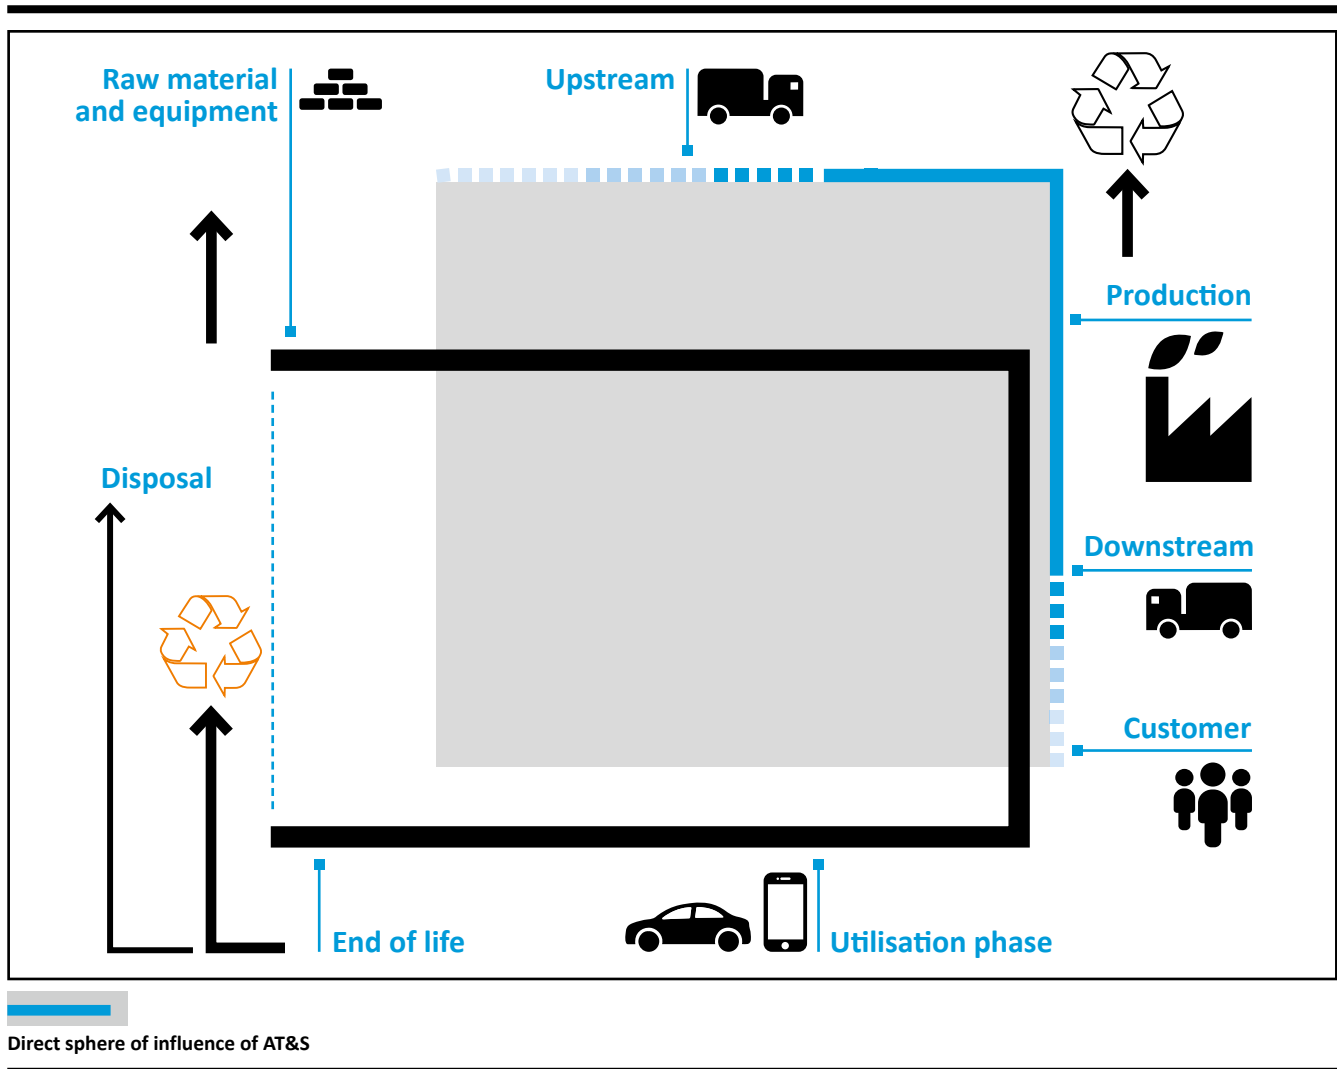 Raw material
and equipment
Upstream
Production
Disposal
Downstream
Customer
End of life
Utilisation phase
Direct sphere of influence of AT&S